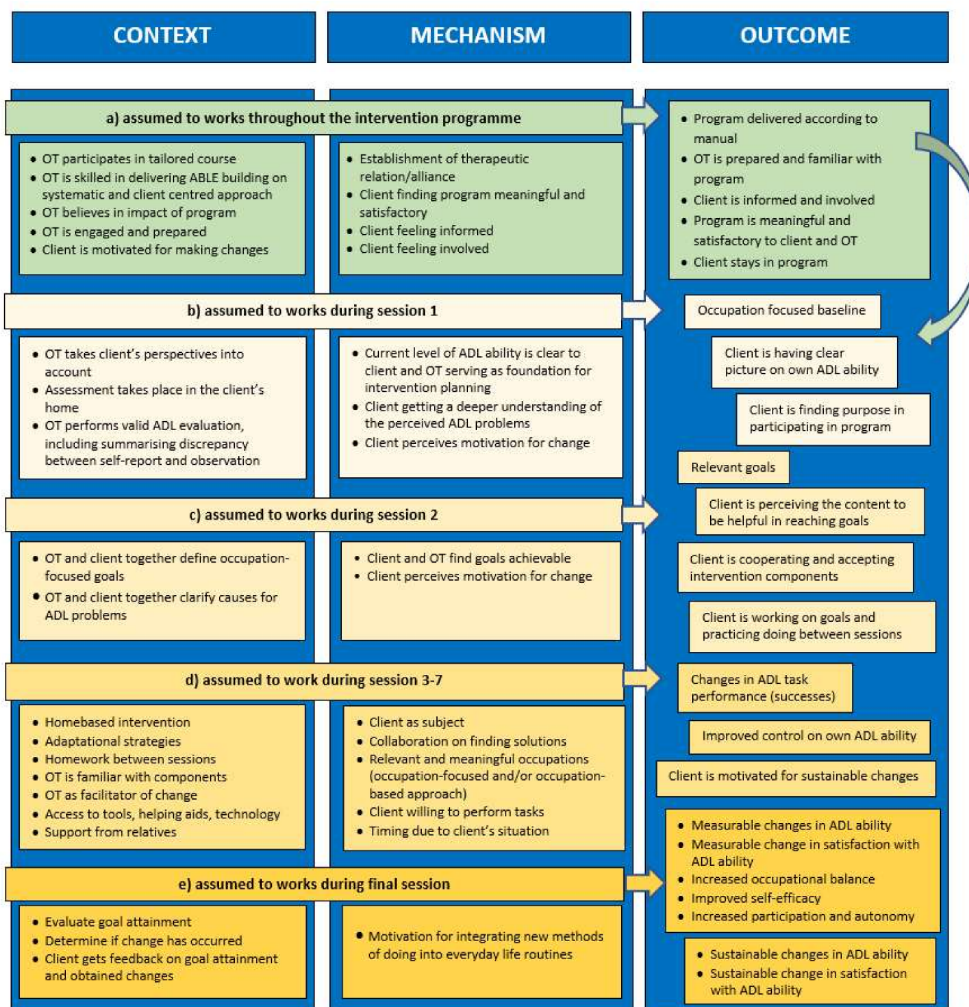 CONTEXT
MECHANISM
OUTCOME
a) assumed to works throughout the intervention programme
• OT participates in tailored course
• OT is skilled in delivering ABLE building on
systematic and client centred approach
• OT believes in impact of program
• OT is engaged and prepared
• Client is motivated for making changes
• Establishment of therapeutic
relation/alliance
• Client finding program meaningful and
satisfactory
• Client feeling informed
• Client feeling involved
• Program delivered according to
manual
• OT is prepared and familiar with
program
• Client is informed and involved
• Program is meaningful and
satisfactory to client and OT
• Client stays in program
b) assumed to works during session 1
• OT takes client's perspectives into
account
• Assessment takes place in the client's
home
• OT performs valid ADL evaluation,
including summarising discrepancy
between self-report and observation
• Current level of ADL ability is clear to
client and OT serving as foundation for
intervention planning
• Client getting a deeper understanding of
the perceived ADL problems
• Client perceives motivation for change
Occupation focused baseline
Client is having clear
picture on own ADL ability
Client is finding purpose in
participating in program
Relevant goals
c) assumed to works during session 2
• OT and client together define occupation-
focused goals
• OT and client together clarify causes for
ADL problems
• Client and OT find goals achievable
• Client perceives motivation for change
Client is perceiving the content to
be helpful in reaching goals
Client is cooperating and accepting
intervention components
Client is working on goals and
practicing doing between sessions
d) assumed to work during session 3-7
• Homebased intervention
• Adaptational strategies
• Homework between sessions
• OT is familiar with components
• OT as facilitator of change
• Access to tools, helping aids, technology
• Support from relatives
• Client as subject
• Collaboration on finding solutions
• Relevant and meaningful occupations
(occupation-focused and/or occupation-
based approach)
• Client willing to perform tasks
• Timing due to client's situation
Changes in ADL task
performance (successes)
Improved control on own ADL ability
Client is motivated for sustainable changes
e) assumed to works during final session
• Evaluate goal attainment
• Determine if change has occurred
• Client gets feedback on goal attainment
and obtained changes
• Motivation for integrating new methods
of doing into everyday life routines
• Measurable changes in ADL ability
• Measurable change in satisfaction with
ADL ability
• Increased occupational balance
• Improved self-efficacy
• Increased participation and autonomy
• Sustainable changes in ADL ability
• Sustainable change in satisfaction
with ADL ability